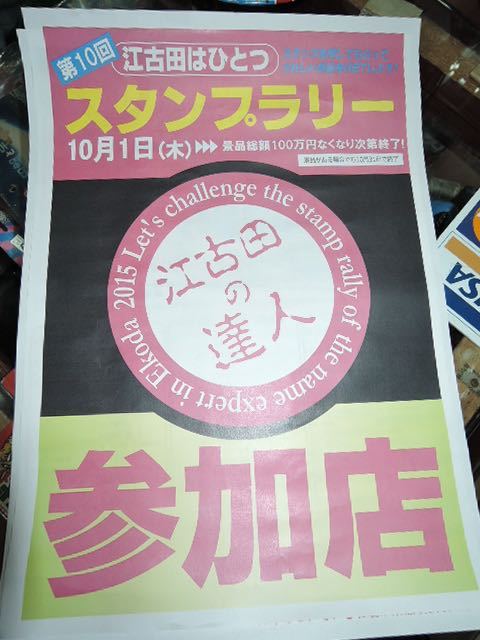 第10回
江古田はひとつ
スタンプラリー
10月1日(木)>>> 景品総額100万円なくなり次第終了!
2015 Let's challenge the stamp rally of the name expert in Ekoda
江古田
の
達人
参加店
VISA